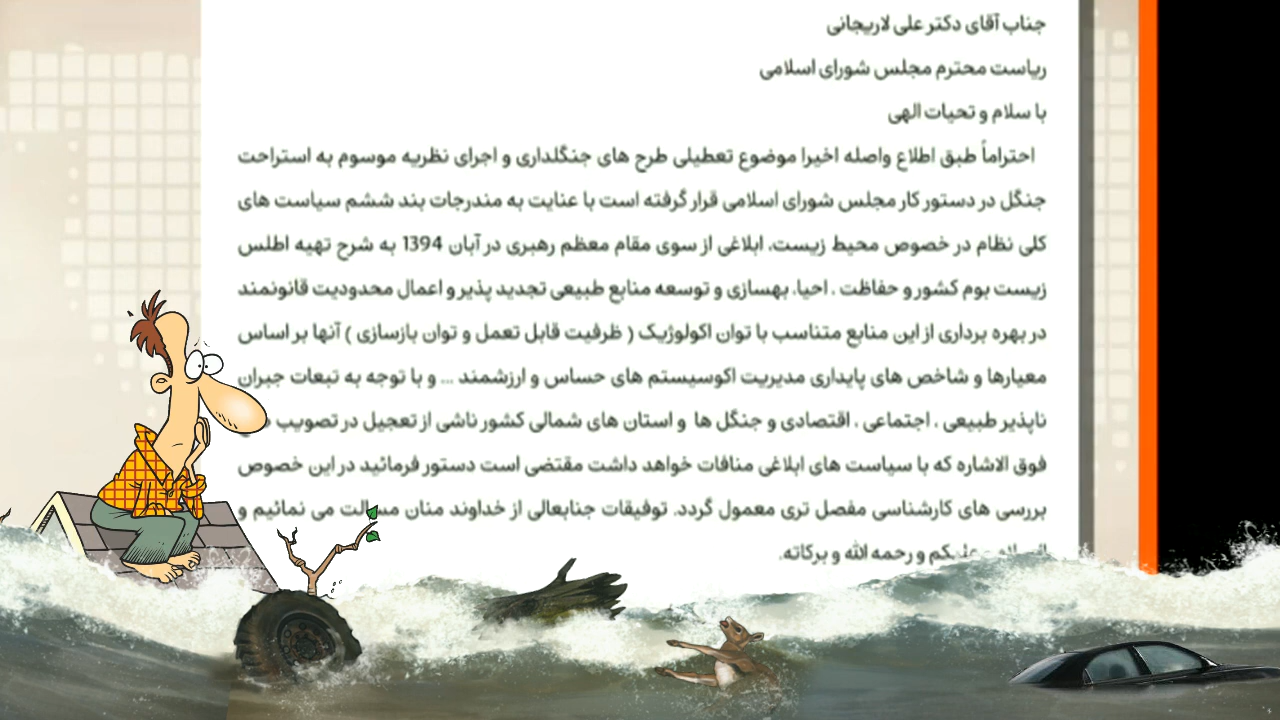 جناب آقای دکتر علی لاریجانی
ریاست محترم مجلس شورای اسلامی
با سلام و تحیات الهی
احتراماً طبق اطلاع واصله اخیرا موضوع تعطیلی طرح های جنگلداری و اجرای نظریه موسوم به استراحت
جنگل در دستور کار مجلس شورای اسلامی قرار گرفته است با عنایت به مندرجات بند ششم سیاست های
کلی نظام در خصوص محیط زیست، ابلاغی از سوی مقام معظم رهبری در آبان 1394 به شرح تهیه اطلس
زیست بوم کشور و حفاظت ، احیا، بهسازی و توسعه منابع طبیعی تجدید پذیر و اعمال محدودیت قانونمند
در بهره برداری از این منابع متناسب با توان اکولوژیک ( ظرفیت قابل تعمل و توان بازسازی ) آنها بر اساس
معیارها و شاخص های پایداری مدیریت اکوسیستم های حساس و ارزشمند ... و با توجه به تبعات جبران
ناپذیر طبیعی ، اجتماعی ، اقتصادی و جنگل ها و استان های شمالی کشور ناشی از تعجیل در تصویب
فوق الاشاره که با سیاست های ابلاغی منافات خواهد داشت مقتضی است دستور فرمائید در این خصوص
بررسی های کارشناسی مفصل تری معمول گردد. توفیقات جنابعالی از خداوند منان مسالت می نمائیم و
علیکم و رحمه الله و برکاته.